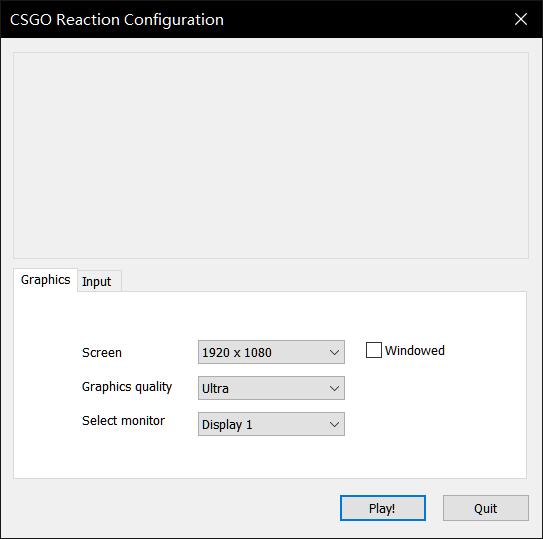 CSGO Reaction Configuration
Graphics Input
Screen 1920 x 1080 Windowed
Graphics quality Ultra
Select monitor Display 1
Play! Quit